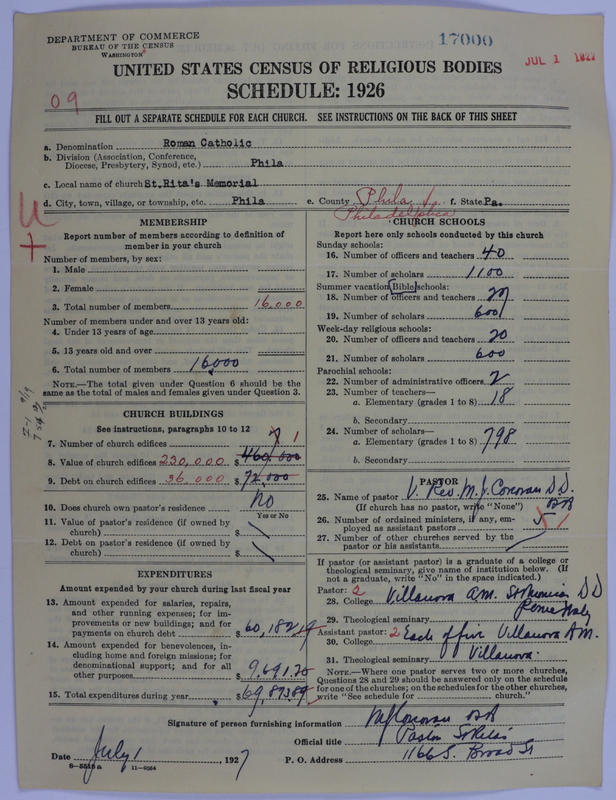 DEPARTMENT OF COMMERCE
BUREAU OF THE CENSUS
WASHINGTON
17000
JUL 1
UNITED STATES CENSUS OF RELIGIOUS BODIES
SCHEDULE: 1926
09
FILL OUT A SEPARATE SCHEDULE FOR EACH CHURCH. SEE INSTRUCTIONS ON THE BACK OF THIS SHEET
a. Denomination Roman Catholic
b. Division (Association, Conference,
Diocese, Presbytery, Synod, etc.) Phila
c. Local name of church St.Rita's Memorial
d. City, town, village, or township, etc. Phila e. County Phila f. State Pa.
Philadelphia
MEMBERSHIP
Report number of members according to definition of
member in your church
Number of members, by sex:
1. Male
2. Female
3. Total number of members 16,000
Number of members under and over 13 years old:
4. Under 13 years of age
5. 13 years old and over
6. Total number of members 16,000
NOTE.—The total given under Question 6 should be the
same as the total of males and females given under Question 3.
CHURCH BUILDINGS
See instructions, paragraphs 10 to 12
7. Number of church edifices 1
8. Value of church edifices 230,000 $ 460,000
9. Debt on church edifices 36,000 $ 72,000
10. Does church own pastor's residence No
Yes or No
11. Value of pastor's residence (if owned by
church) $
12. Debt on pastor's residence (if owned by
church) $
EXPENDITURES
Amount expended by your church during last fiscal year
13. Amount expended for salaries, repairs,
and other running expenses; for im-
provements or new buildings; and for
payments on church debt $ 60,182.19
14. Amount expended for benevolences, in-
cluding home and foreign missions; for
denominational support; and for all
other purposes
15. Total expenditures during year $
CHURCH SCHOOLS
Report here only schools conducted by this church
Sunday schools:
16. Number of officers and teachers 40
17. Number of scholars 1100
Summer vacation Bible schools:
18. Number of officers and teachers 20
19. Number of scholars 600
Week-day religious schools:
20. Number of officers and teachers 20
21. Number of scholars 600
Parochial schools:
22. Number of administrative officers 2
23. Number of teachers—
a. Elementary (grades 1 to 8) 18
b. Secondary
24. Number of scholars—
a. Elementary (grades 1 to 8) 798
b. Secondary
PASTOR
25. Name of pastor V. Rev. M. J. Conovan D.D.
(If church has no pastor, write "None")
26. Number of ordained ministers, if any, em-
ployed as assistant pastors
27. Number of other churches served by the
pastor or his assistants
If pastor (or assistant pastor) is a graduate of a college or
theological seminary, give name of institution below. (If
not a graduate, write "No" in the space indicated.)
Pastor: 2
28. College Villanova A.M. D D
29. Theological seminary
Assistant pastor: 2 Each of five Villanova A.M.
30. College
31. Theological seminary Villanova
NOTE.—Where one pastor serves two or more churches,
Questions 28 and 29 should be answered only on the schedule
for one of the churches; on the schedules for the other churches,
write "See schedule for church."
Signature of person furnishing information
Official title Pastor St Ritas
Date July 1, 1927 P. O. Address 1166 S. Broad St
8-5518a 11-9264